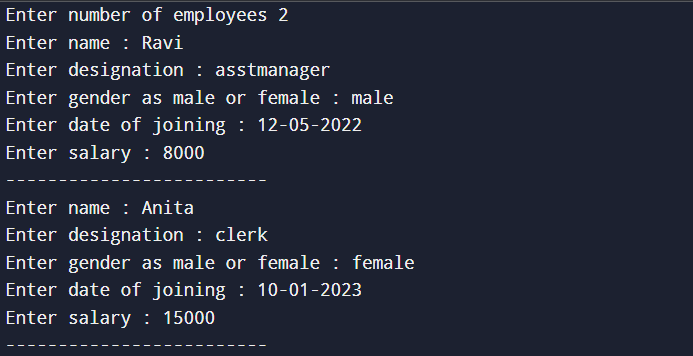 Enter number of employees 2
Enter name : Ravi
Enter designation : asstmanager
Enter gender as male or female : male
Enter date of joining : 12-05-2022
Enter salary : 8000
-------------------------
Enter name : Anita
Enter designation : clerk
Enter gender as male or female : female
Enter date of joining : 10-01-2023
Enter salary : 15000
-------------------------